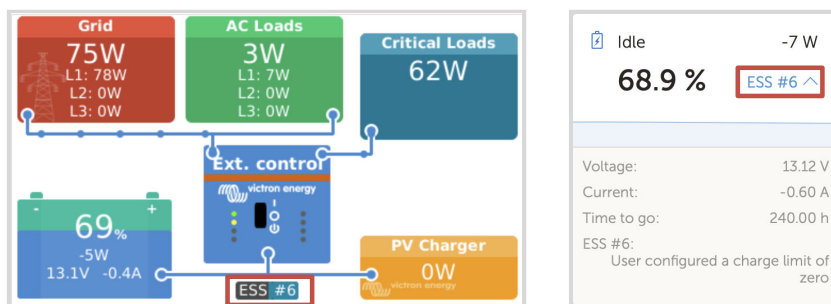 Grid
75W
L1: 78W
L2: 0W
L3: 0W
AC Loads
3W
L1: 7W
L2: 0W
L3: 0W
Critical Loads
62W
Ext. control
victron energy
I
O
- +
69%
-5W
13.1V -0.4A
ESS #6
PV Charger
0W
victron energy
Idle -7 W
68.9 % ESS #6
Voltage: 13.12 V
Current: -0.60 A
Time to go: 240.00 h
ESS #6:
User configured a charge limit of
zero